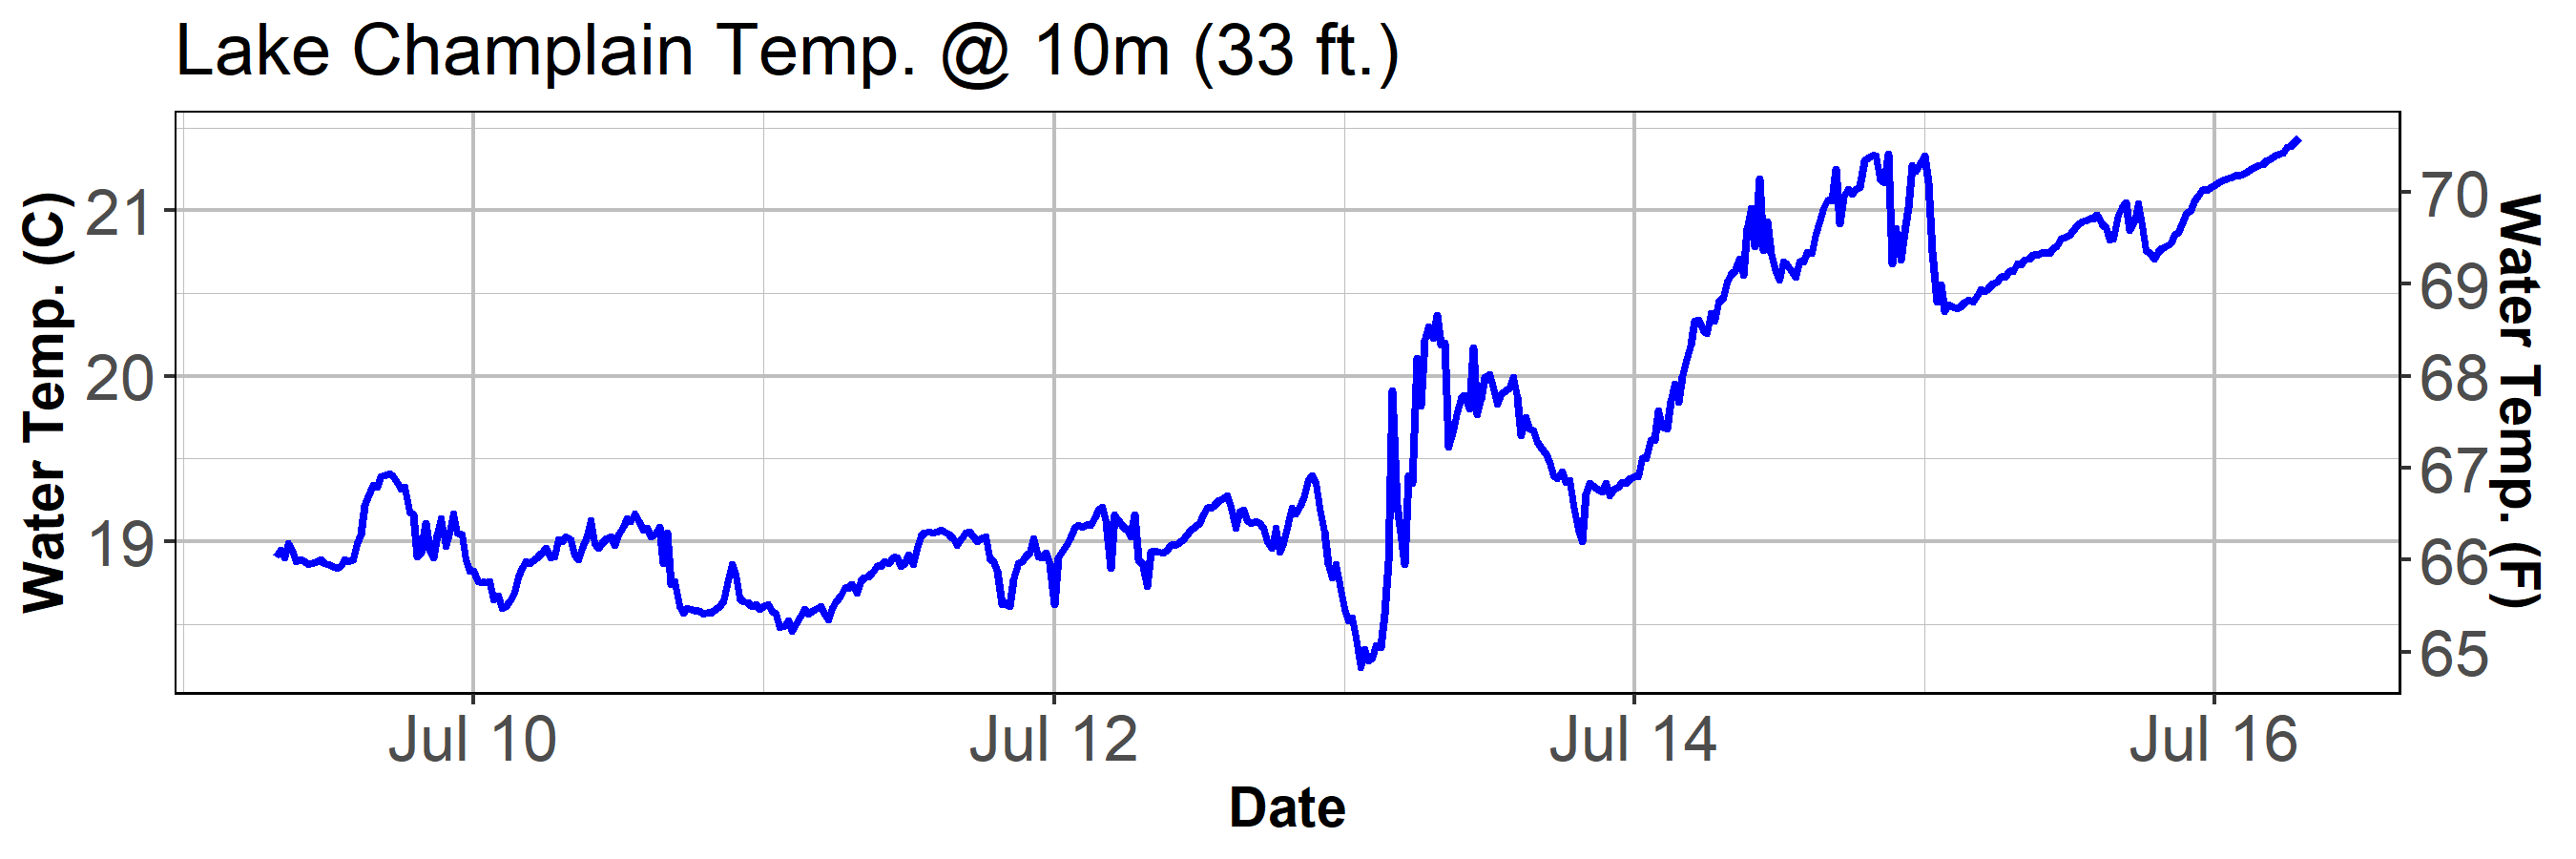 Lake Champlain Temp. @ 10m (33 ft.)
Water Temp. (C)
21
20
19
70
69
68
67
66
65
Water Temp. (F)
Jul 10
Jul 12
Jul 14
Jul 16
Date